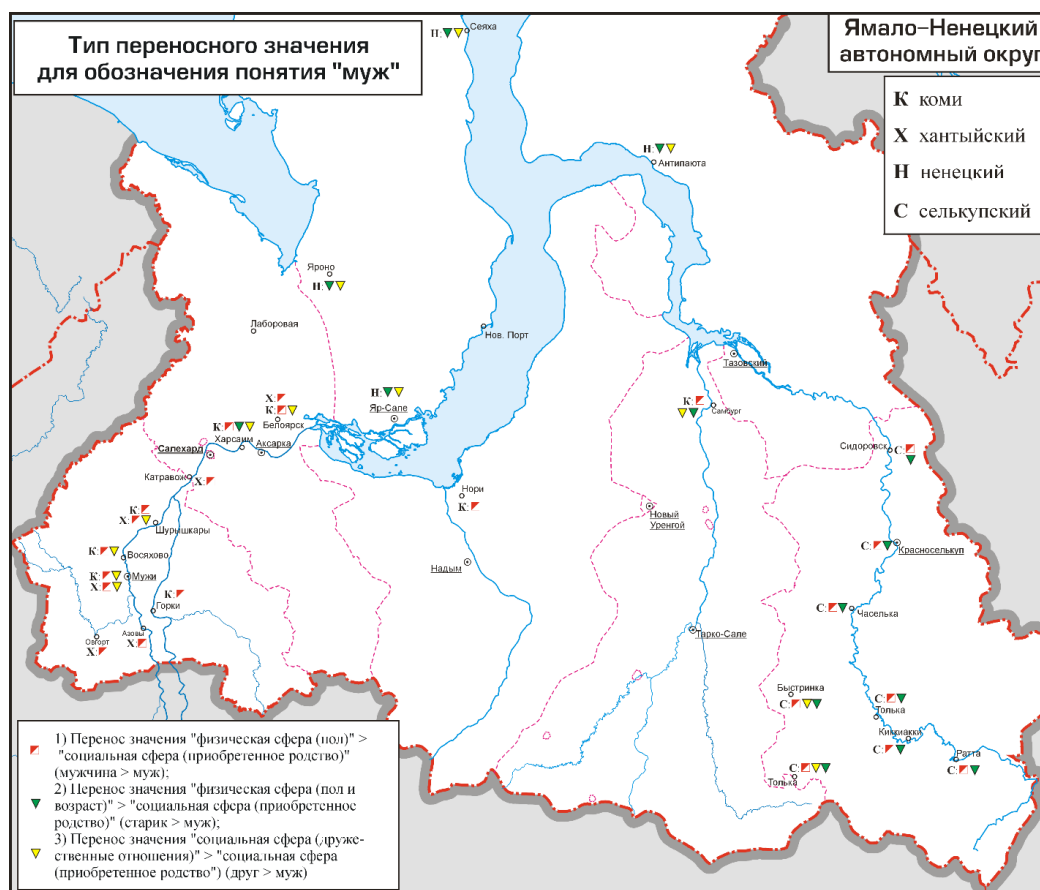 Тип переносного значения
для обозначения понятия "муж"
Ямало-Ненецкий
автономный округ
К коми
Х хантыйский
Н ненецкий
С селькупский
Н:
Сеяха
Н:
Антипаюта
Яроно
Н:
Лаборовая
Нов. Порт
Тазовский
Х:
К:
Белоярск
Н:
Яр-Сале
К:
Самбург
К:
Харсаим
Салехард
Аксарка
Сидоровск
С:
Катравож
Х:
Нори
К:
Новый
Уренгой
К:
Х:
Шурышкары
К:
Восяхово
С:
Красноселькуп
Надым
К:
Х:
Мужи
К:
Горки
С:
Часелька
Азовы
Х:
Овгорт
Х:
Тарко-Сале
Быстринка
С:
С:
Толька
Киккиакки
С:
Ратта
С:
С:
Толька
1) Перенос значения "физическая сфера (пол)" >
"социальная сфера (приобретенное родство)"
(мужчина > муж);
2) Перенос значения "физическая сфера (пол и
возраст)" > "социальная сфера (приобретенное
родство)" (старик > муж);
3) Перенос значения "социальная сфера (друже-
ственные отношения)" > "социальная сфера
(приобретенное родство") (друг > муж)